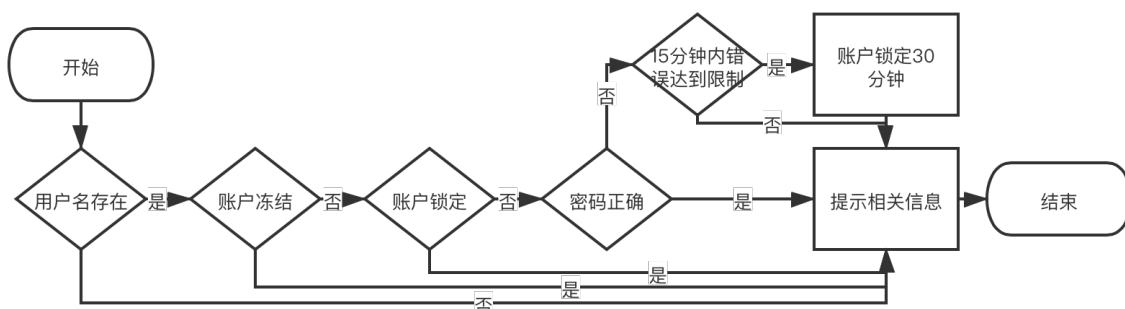 开始
用户名存在
是
账户冻结
否
账户锁定
否
密码正确
否
15分钟内错
误达到限制
是
账户锁定30
分钟
否
是
提示相关信息
结束
是
是
否